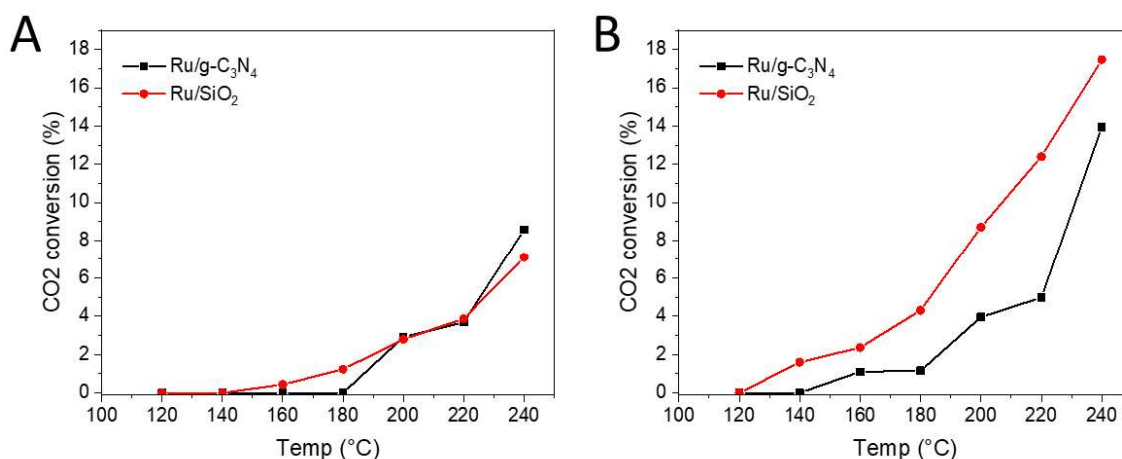 A
18
16
14
12
10
8
6
4
2
0
CO2 conversion (%)
Ru/g-C₃N₄
Ru/SiO₂
100 120 140 160 180 200 220 240
Temp (°C)
B
18
16
14
12
10
8
6
4
2
0
CO2 conversion (%)
Ru/g-C₃N₄
Ru/SiO₂
100 120 140 160 180 200 220 240
Temp (°C)